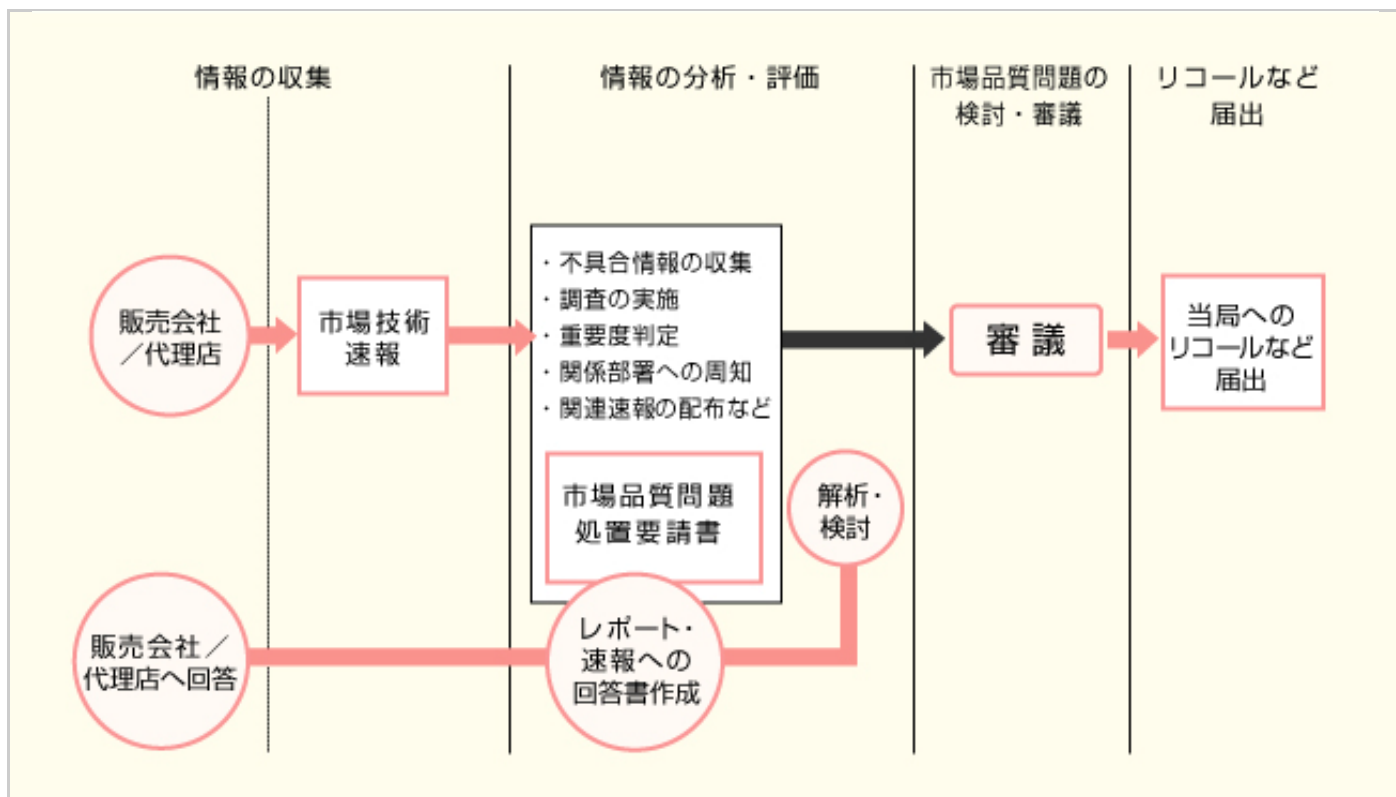 情報の収集
情報の分析・評価
市場品質問題の
検討・審議
リコールなど
届出
販売会社
／代理店
市場技術
速報
・不具合情報の収集
・調査の実施
・重要度判定
・関係部署への周知
・関連速報の配布など
審議
当局への
リコールなど
届出
市場品質問題
処置要請書
解析・
検討
販売会社／
代理店へ回答
レポート・
速報への
回答書作成